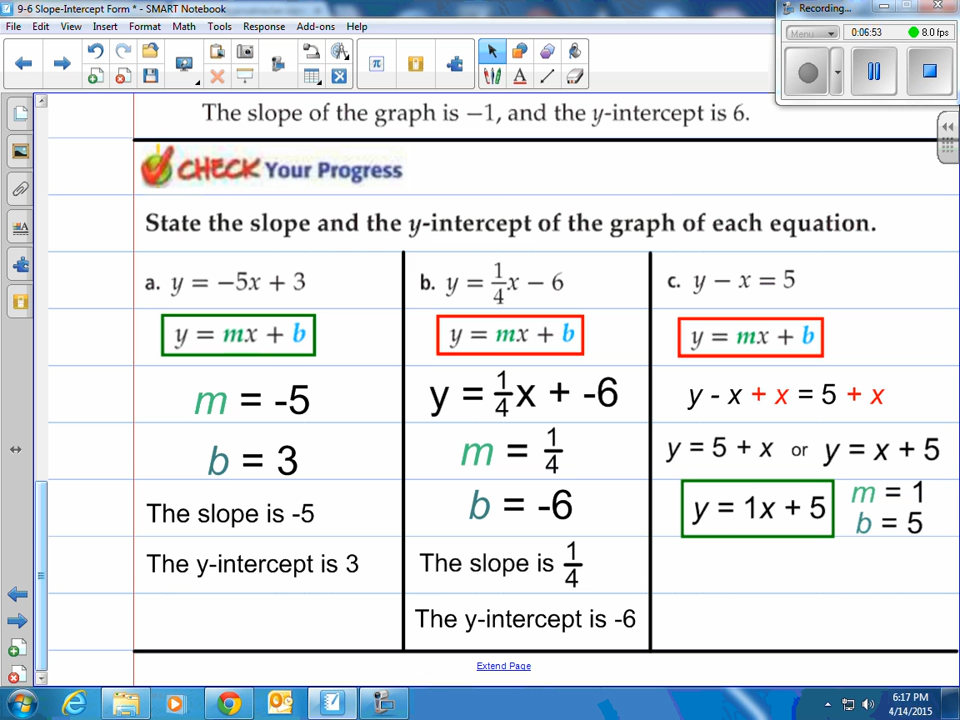 9-6 Slope-Intercept Form * - SMART Notebook
Recording...
File Edit View Insert Format Math Tools Response Add-ons Help
Menu 0:06:53 8.0 fps
The slope of the graph is −1, and the y-intercept is 6.
CHECK Your Progress
State the slope and the y-intercept of the graph of each equation.
a. y = −5x + 3
y = mx + b
m = -5
b = 3
The slope is -5
The y-intercept is 3
b. y = 1/4x − 6
y = mx + b
y = 1/4x + -6
m = 1/4
b = -6
The slope is 1/4
The y-intercept is -6
c. y − x = 5
y = mx + b
y - x + x = 5 + x
y = 5 + x or y = x + 5
y = 1x + 5
m = 1
b = 5
Extend Page
6:17 PM
4/14/2015